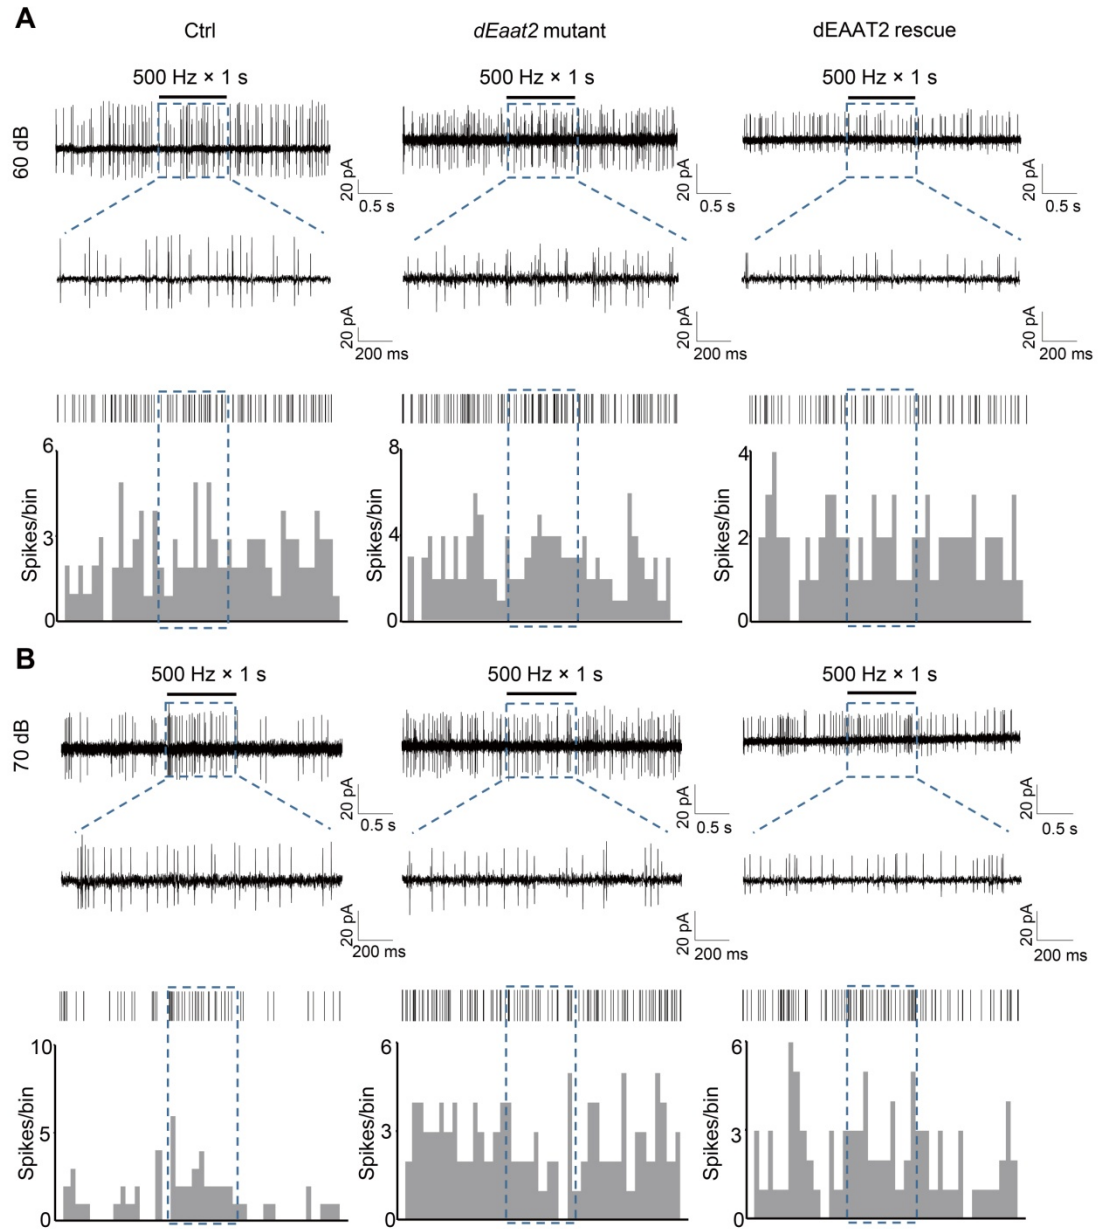 A
Ctrl
dEaat2 mutant
dEAAT2 rescue
500 Hz × 1 s
500 Hz × 1 s
500 Hz × 1 s
60 dB
20 pA
0.5 s
20 pA
0.5 s
20 pA
0.5 s
20 pA
200 ms
20 pA
200 ms
20 pA
200 ms
Spikes/bin
6
3
0
Spikes/bin
8
4
0
Spikes/bin
4
2
0
B
500 Hz × 1 s
500 Hz × 1 s
500 Hz × 1 s
70 dB
20 pA
0.5 s
20 pA
0.5 s
20 pA
0.5 s
20 pA
200 ms
20 pA
200 ms
20 pA
200 ms
Spikes/bin
10
5
0
Spikes/bin
6
3
0
Spikes/bin
6
3
0